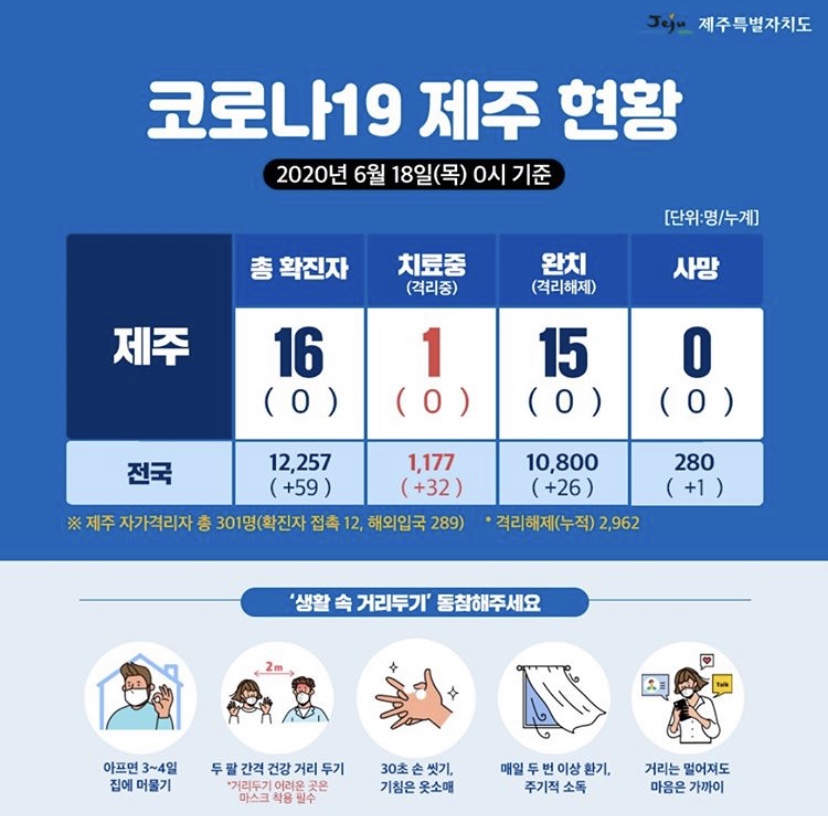 Jeju 제주특별자치도
코로나19 제주 현황
2020년 6월 18일(목) 0시 기준
[단위:명/누계]
총 확진자 치료중 완치 사망
(격리중) (격리해제)
제주 16 1 15 0
( 0 ) ( 0 ) ( 0 ) ( 0 )
전국 12,257 1,177 10,800 280
( +59 ) ( +32 ) ( +26 ) ( +1 )
※ 제주 자가격리자 총 301명(확진자 접촉 12, 해외입국 289) * 격리해제(누적) 2,962
'생활 속 거리두기' 동참해주세요
2m
Talk
아프면 3~4일
집에 머물기
두 팔 간격 건강 거리 두기
*거리두기 어려운 곳은
마스크 착용 필수
30초 손 씻기,
기침은 옷소매
매일 두 번 이상 환기,
주기적 소독
거리는 멀어져도
마음은 가까이